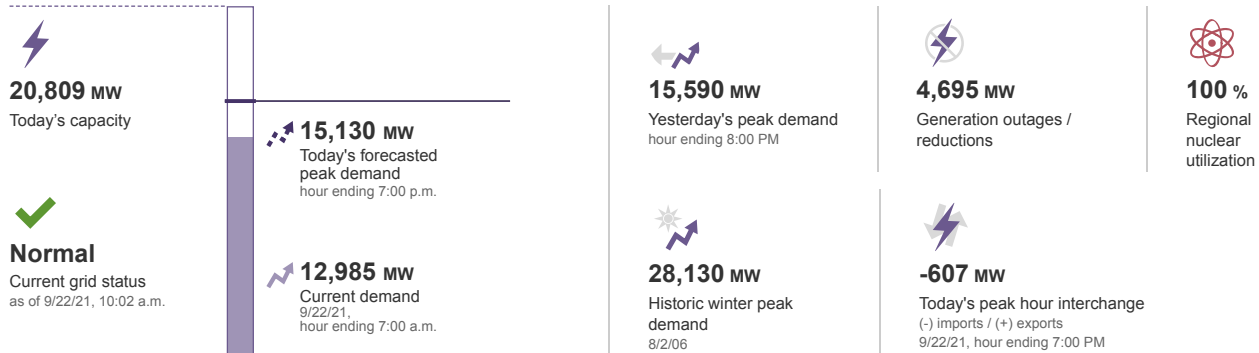 20,809 MW
Today's capacity
Normal
Current grid status
as of 9/22/21, 10:02 a.m.
15,130 MW
Today's forecasted
peak demand
hour ending 7:00 p.m.
12,985 MW
Current demand
9/22/21,
hour ending 7:00 a.m.
15,590 MW
Yesterday's peak demand
hour ending 8:00 PM
4,695 MW
Generation outages /
reductions
100 %
Regional
nuclear
utilization
28,130 MW
Historic winter peak
demand
8/2/06
-607 MW
Today's peak hour interchange
(-) imports / (+) exports
9/22/21, hour ending 7:00 PM